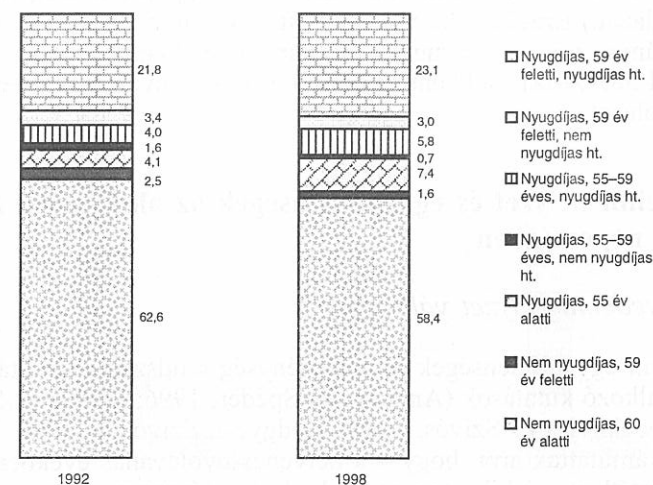 21,8
3,4
4,0
1,6
4,1
2,5
62,6
1992
23,1
3,0
5,8
0,7
7,4
1,6
58,4
1998
Nyugdíjas, 59 év
feletti, nyugdíjas ht.
Nyugdíjas, 59 év
feletti, nem
nyugdíjas ht.
Nyugdíjas, 55–59
éves, nyugdíjas ht.
Nyugdíjas, 55–59
éves, nem nyugdíjas
ht.
Nyugdíjas, 55 év
alatti
Nem nyugdíjas, 59
év feletti
Nem nyugdíjas, 60
év alatti